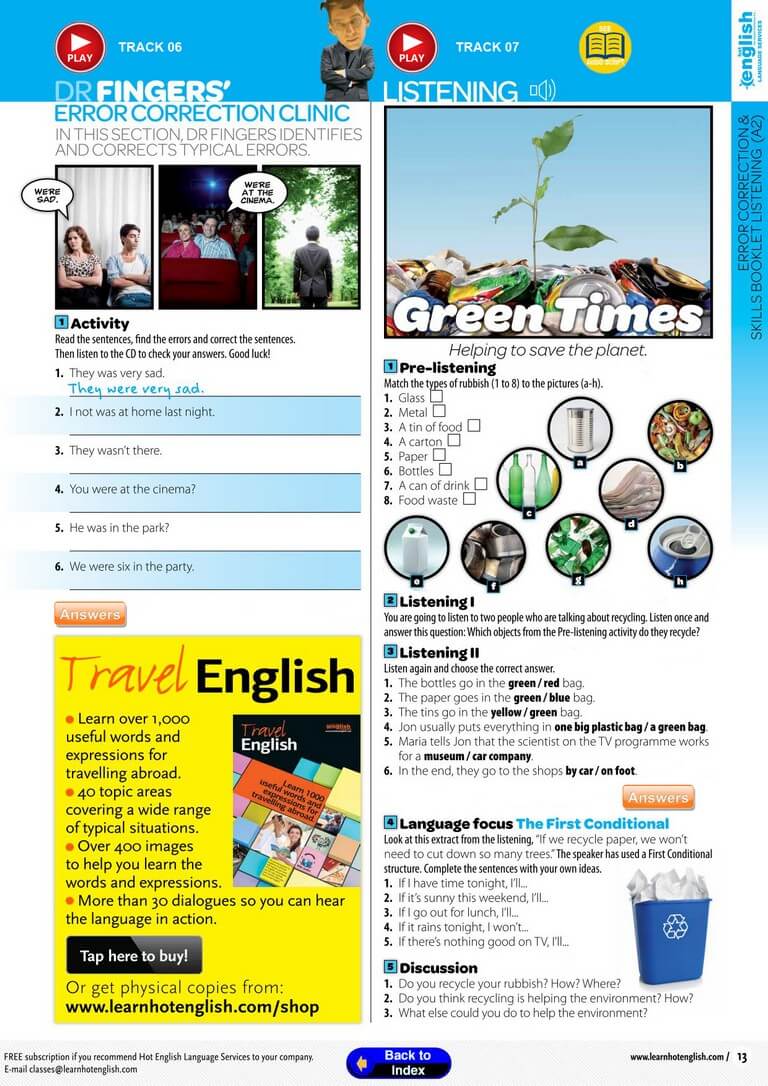 PLAY
TRACK 06
DR FINGERS’
ERROR CORRECTION CLINIC
IN THIS SECTION, DR FINGERS IDENTIFIES
AND CORRECTS TYPICAL ERRORS.
WE'RE
SAD.
WE'RE
AT THE
CINEMA.
1 Activity
Read the sentences, find the errors and correct the sentences.
Then listen to the CD to check your answers. Good luck!
1. They was very sad.
They were very sad.
2. I not was at home last night.
3. They wasn’t there.
4. You were at the cinema?
5. He was in the park?
6. We were six in the party.
Answers
Travel English
Learn over 1,000
useful words and
expressions for
travelling abroad.
40 topic areas
covering a wide range
of typical situations.
Over 400 images
to help you learn the
words and expressions.
More than 30 dialogues so you can hear
the language in action.
Travel
English
Learn 1000
useful words and
expressions for
travelling abroad.
Tap here to buy!
Or get physical copies from:
www.learnhotenglish.com/shop
PLAY
TRACK 07
SEE
AUDIO SCRIPT
LISTENING
Green Times
Helping to save the planet.
1 Pre-listening
Match the types of rubbish (1 to 8) to the pictures (a-h).
1. Glass
2. Metal
3. A tin of food
4. A carton
5. Paper
6. Bottles
7. A can of drink
8. Food waste
a
b
c
d
e
f
g
h
2 Listening I
You are going to listen to two people who are talking about recycling. Listen once and
answer this question: Which objects from the Pre-listening activity do they recycle?
3 Listening II
Listen again and choose the correct answer.
1. The bottles go in the green / red bag.
2. The paper goes in the green / blue bag.
3. The tins go in the yellow / green bag.
4. Jon usually puts everything in one big plastic bag / a green bag.
5. Maria tells Jon that the scientist on the TV programme works
for a museum / car company.
6. In the end, they go to the shops by car / on foot.
Answers
4 Language focus The First Conditional
Look at this extract from the listening, “If we recycle paper, we won’t
need to cut down so many trees.” The speaker has used a First Conditional
structure. Complete the sentences with your own ideas.
1. If I have time tonight, I’ll...
2. If it’s sunny this weekend, I’ll...
3. If I go out for lunch, I’ll...
4. If it rains tonight, I won’t...
5. If there’s nothing good on TV, I’ll...
5 Discussion
1. Do you recycle your rubbish? How? Where?
2. Do you think recycling is helping the environment? How?
3. What else could you do to help the environment?
hot
english
LANGUAGE SERVICES
ERROR CORRECTION &
SKILLS BOOKLET LISTENING (A2)
FREE subscription if you recommend Hot English Language Services to your company.
E-mail classes@learnhotenglish.com
Back to
Index
www.learnhotenglish.com / 13